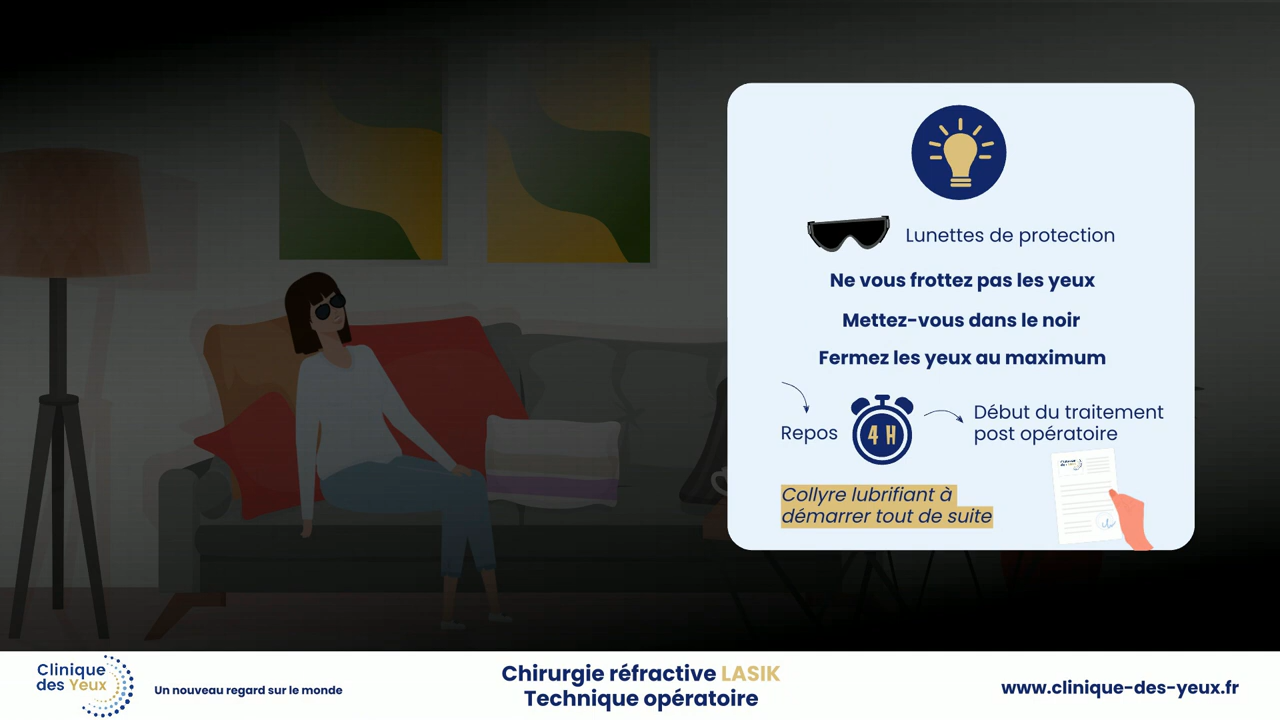 Lunettes de protection
Ne vous frottez pas les yeux
Mettez-vous dans le noir
Fermez les yeux au maximum
Repos
4 H
Début du traitement
post opératoire
Collyre lubrifiant à
démarrer tout de suite
Clinique
des Yeux
Un nouveau regard sur le monde
Chirurgie réfractive LASIK
Technique opératoire
www.clinique-des-yeux.fr